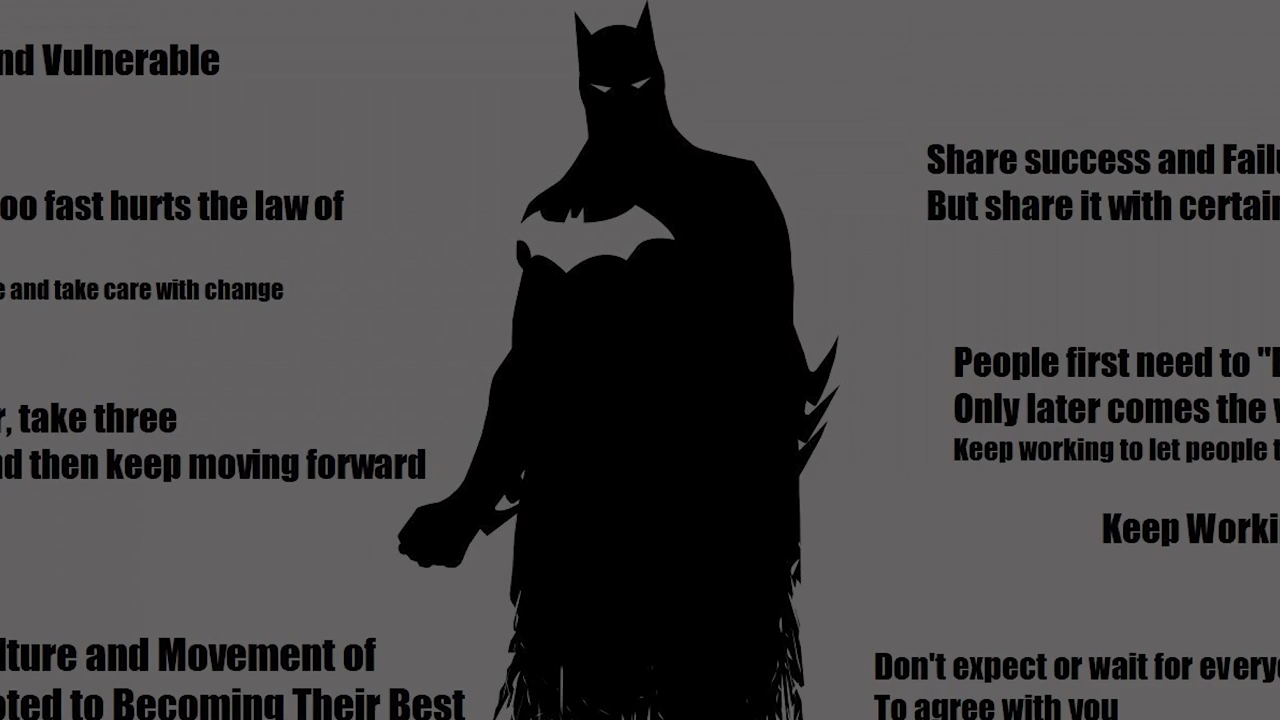 nd Vulnerable
oo fast hurts the law of
e and take care with change
r, take three
nd then keep moving forward
lture and Movement of
oted to Becoming Their Best
Share success and Failu
But share it with certain
People first need to "
Only later comes the
Keep working to let people
Keep Worki
Don't expect or wait for everyo
To agree with you